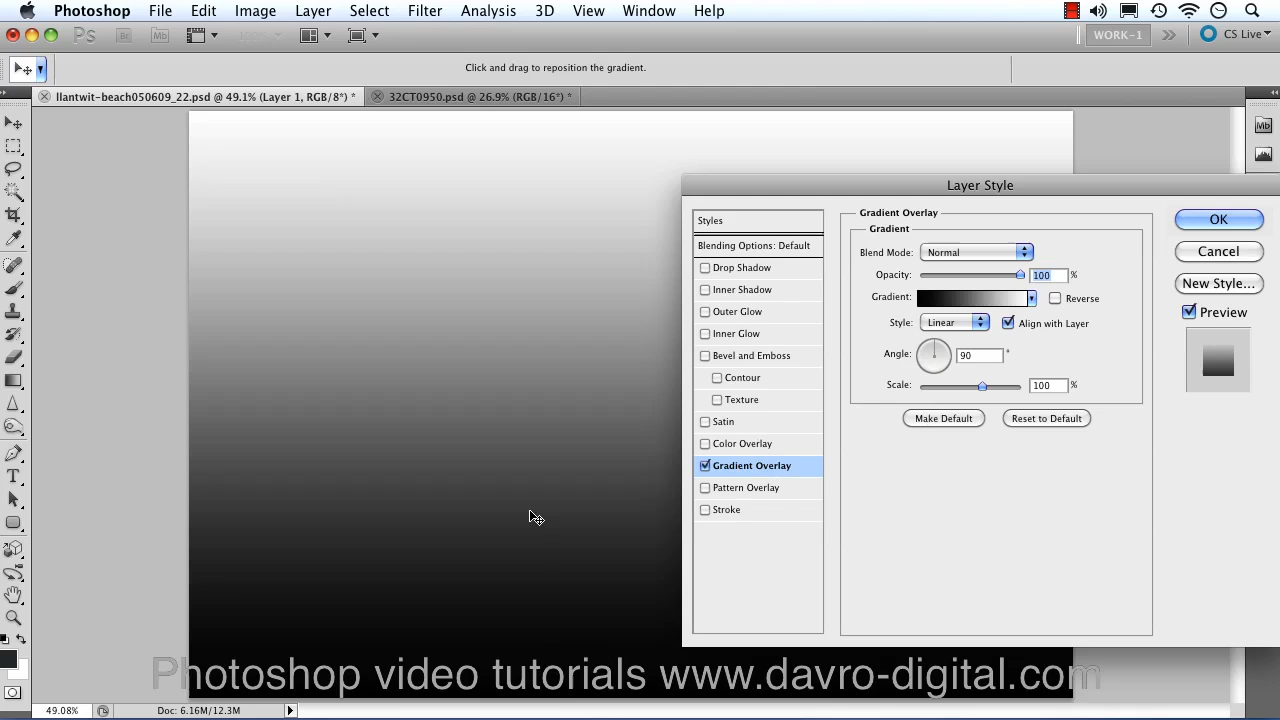 Photoshop File Edit Image Layer Select Filter Analysis 3D View Window Help
Ps Br Mb WORK-1 CS Live
Click and drag to reposition the gradient.
llantwit-beach050609_22.psd @ 49.1% (Layer 1, RGB/8*) * 32CT0950.psd @ 26.9% (RGB/16*) *
Mb
Layer Style
Styles
Blending Options: Default
Drop Shadow
Inner Shadow
Outer Glow
Inner Glow
Bevel and Emboss
Contour
Texture
Satin
Color Overlay
Gradient Overlay
Pattern Overlay
Stroke
Gradient Overlay
Gradient
Blend Mode: Normal
Opacity: 100 %
Gradient: Reverse
Style: Linear Align with Layer
Angle: 90 °
Scale: 100 %
Make Default Reset to Default
OK
Cancel
New Style...
Preview
T
Photoshop video tutorials www.davro-digital.com
49.08% Doc: 6.16M/12.3M